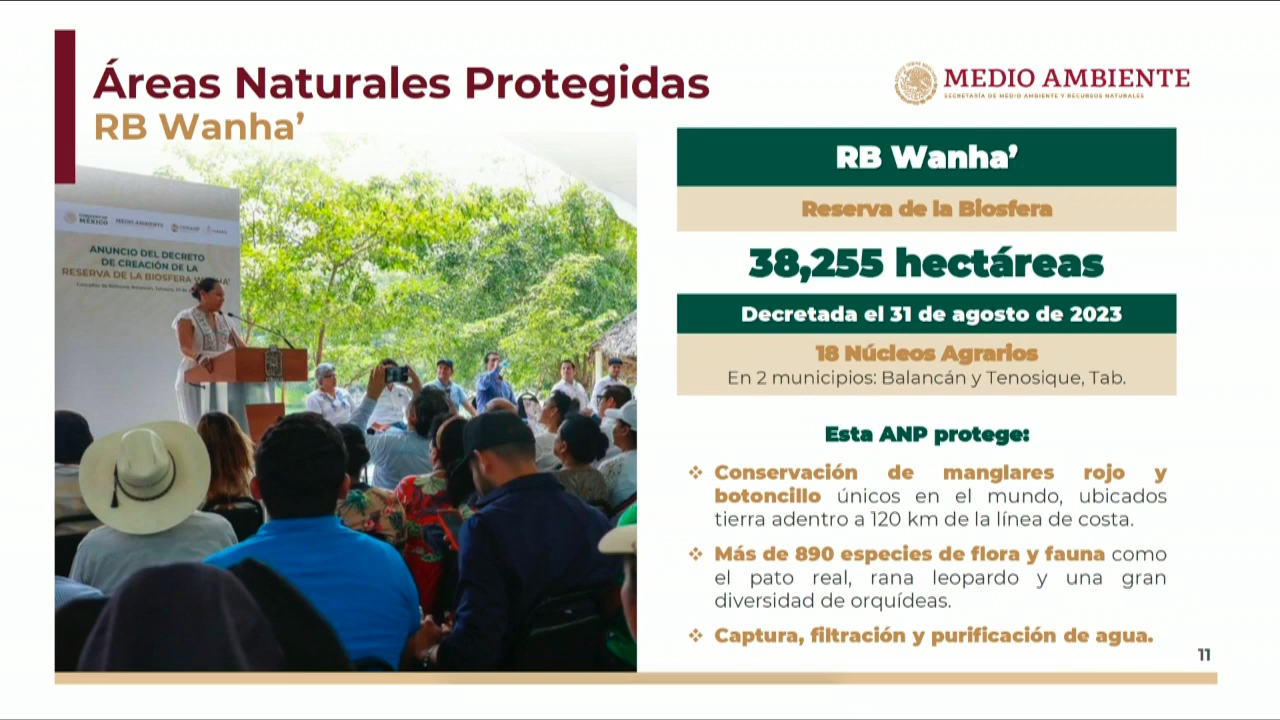 Áreas Naturales Protegidas
RB Wanha’
MEDIO AMBIENTE
SECRETARÍA DE MEDIO AMBIENTE Y RECURSOS NATURALES
GOBIERNO DE
MÉXICO
MEDIO AMBIENTE
ANUNCIO DEL DECRETO
DE CREACIÓN DE LA
RESERVA DE LA BIOSFERA
RB Wanha’
Reserva de la Biosfera
38,255 hectáreas
Decretada el 31 de agosto de 2023
18 Núcleos Agrarios
En 2 municipios: Balancán y Tenosique, Tab.
Esta ANP protege:
❖ Conservación de manglares rojo y
botoncillo únicos en el mundo, ubicados
tierra adentro a 120 km de la línea de costa.
❖ Más de 890 especies de flora y fauna como
el pato real, rana leopardo y una gran
diversidad de orquídeas.
❖ Captura, filtración y purificación de agua.
11